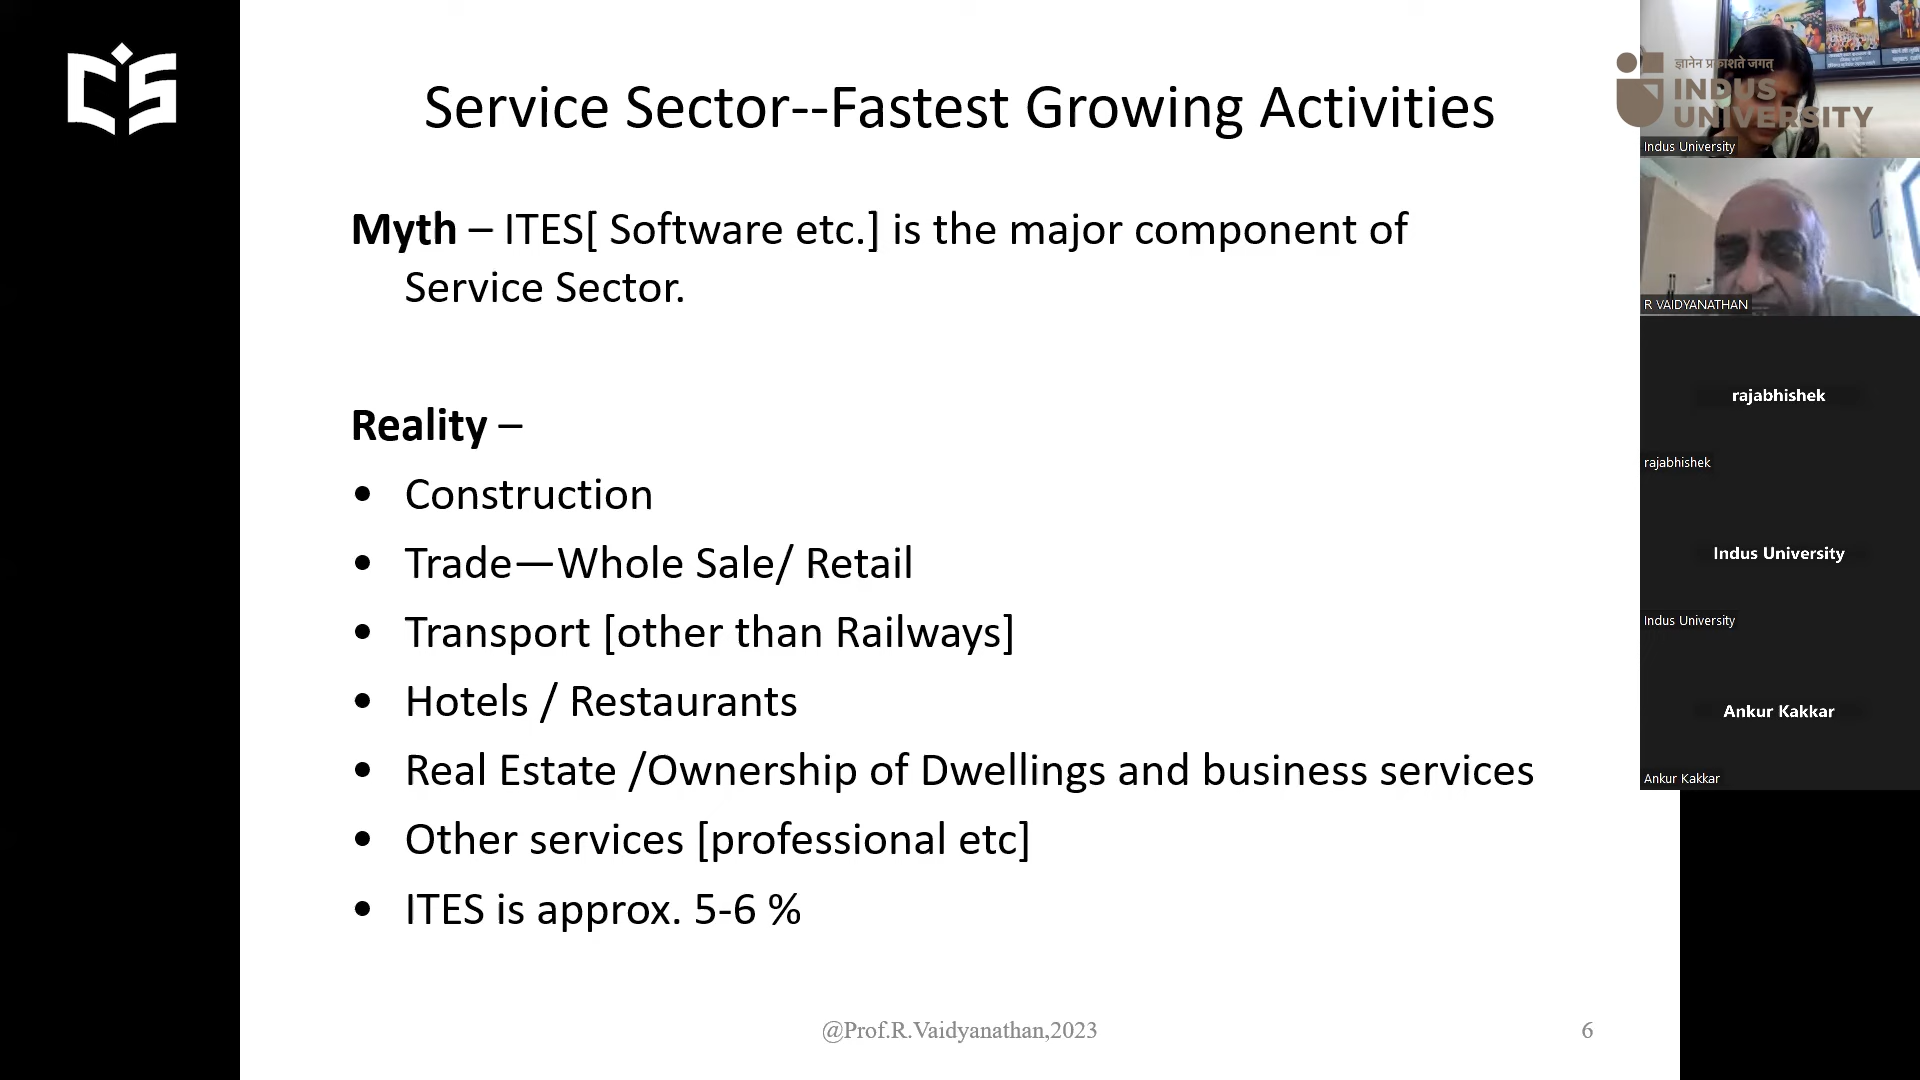 Service Sector--Fastest Growing Activities
Myth – ITES[ Software etc.] is the major component of
Service Sector.
Reality –
• Construction
• Trade—Whole Sale/ Retail
• Transport [other than Railways]
• Hotels / Restaurants
• Real Estate /Ownership of Dwellings and business services
• Other services [professional etc]
• ITES is approx. 5-6 %
@Prof.R.Vaidyanathan,2023
6
ज्ञानेन प्रकाशते जगत्
INDUS
UNIVERSITY
Indus University
R VAIDYANATHAN
rajabhishek
rajabhishek
Indus University
Indus University
Ankur Kakkar
Ankur Kakkar